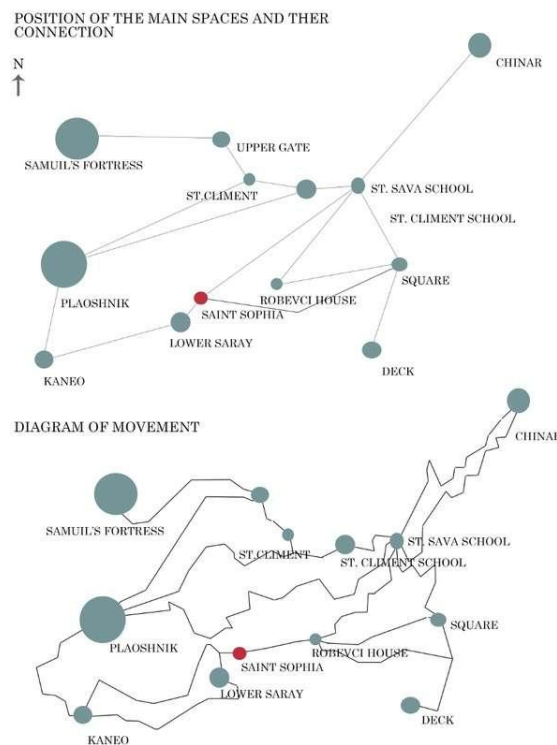 POSITION OF THE MAIN SPACES AND THER
CONNECTION
N
CHINAR
UPPER GATE
SAMUIL'S FORTRESS
ST.CLIMENT
ST. SAVA SCHOOL
ST. CLIMENT SCHOOL
SQUARE
PLAOSHNIK
ROBEVCI HOUSE
SAINT SOPHIA
LOWER SARAY
KANEO
DECK
DIAGRAM OF MOVEMENT
CHINAR
SAMUIL'S FORTRESS
ST.CLIMENT
ST. SAVA SCHOOL
ST. CLIMENT SCHOOL
SQUARE
PLAOSHNIK
ROBEVCI HOUSE
SAINT SOPHIA
LOWER SARAY
DECK
KANEO